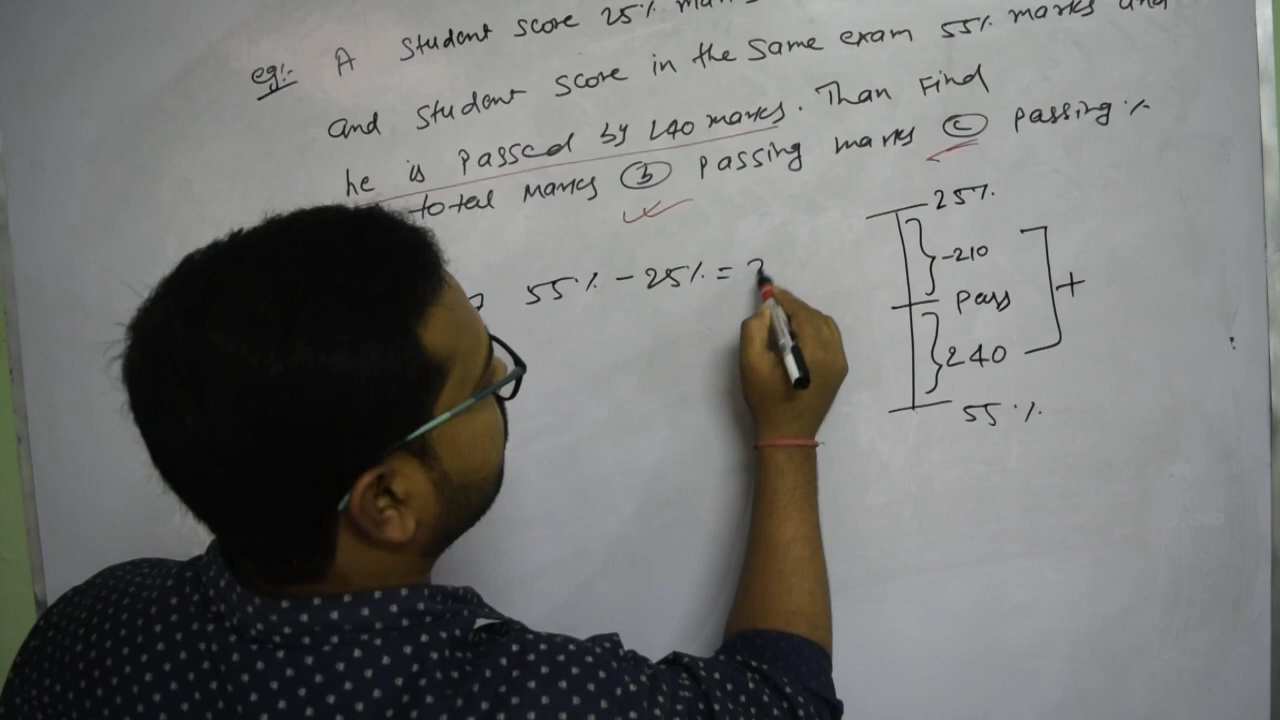 eg:- A student score 25%
and student score in the same exam 55% marks and
he is passed by 240 marks. Than Find
total marks (b) passing marks (c) passing %
25%
55% - 25% =
-210
pass
+
240
55%